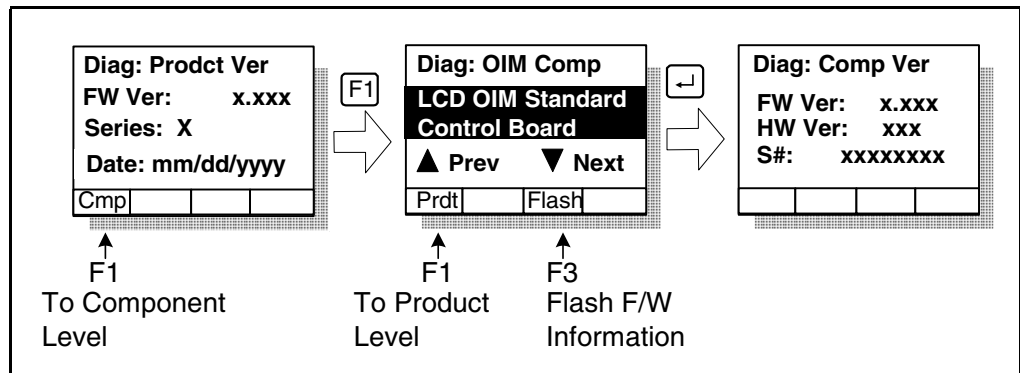 Diag: Prodct Ver
FW Ver: x.xxx
Series: X
Date: mm/dd/yyyy
Cmp
F1
To Component
Level
F1
Diag: OIM Comp
LCD OIM Standard
Control Board
▲ Prev ▼ Next
Prdt Flash
F1
To Product
Level
F3
Flash F/W
Information
↵
Diag: Comp Ver
FW Ver: x.xxx
HW Ver: xxx
S#: xxxxxxxx